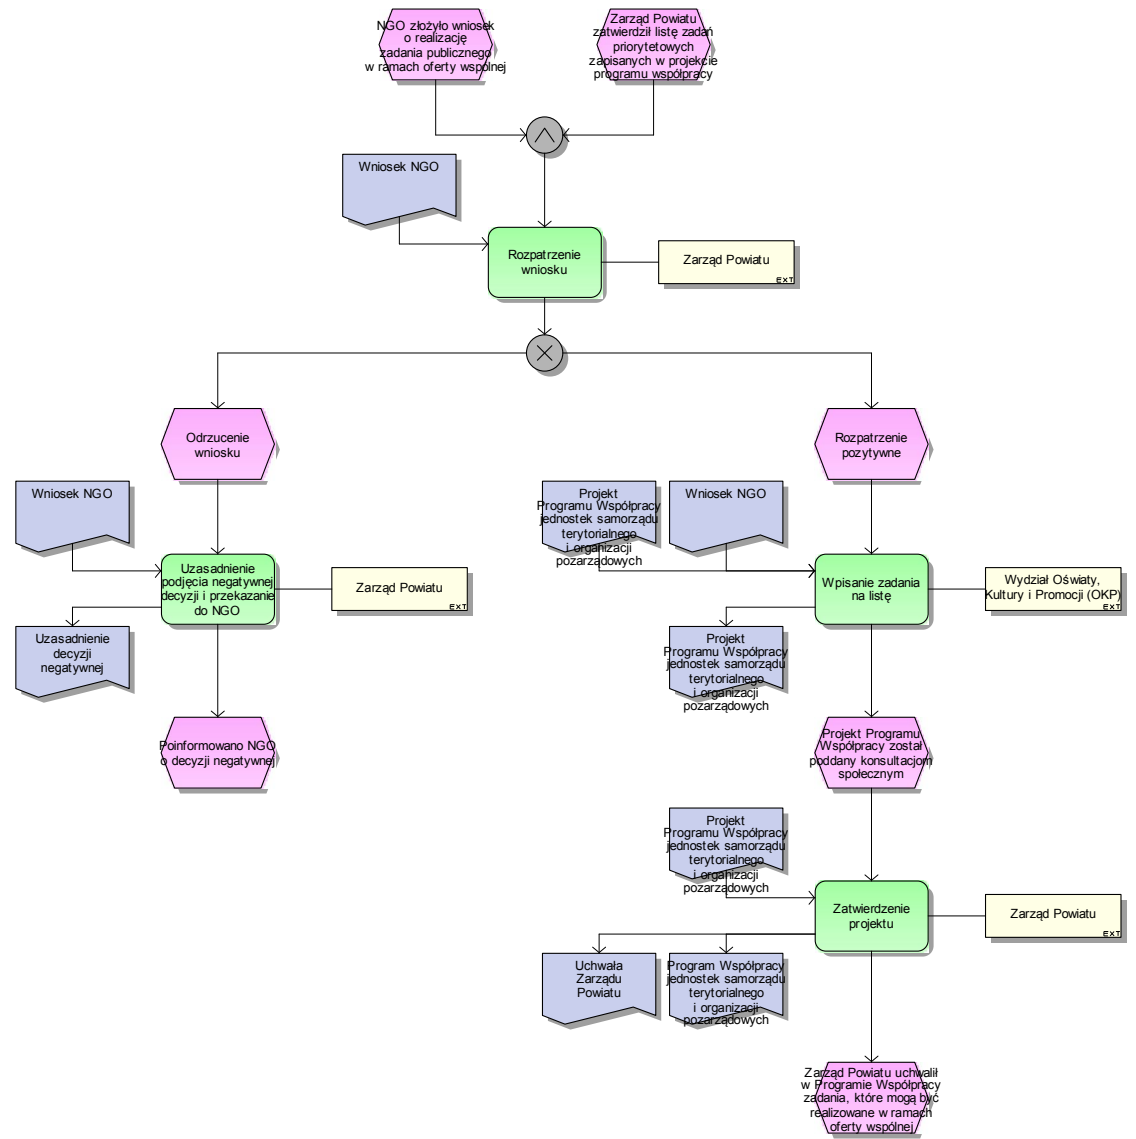 NGO złożyło wniosek
o realizację
zadania publicznego
w ramach oferty wspólnej
Zarząd Powiatu
zatwierdził listę zadań
priorytetowych
zapisanych w projekcie
programu współpracy
Wniosek NGO
Rozpatrzenie
wniosku
Zarząd Powiatu
EXT
Odrzucenie
wniosku
Rozpatrzenie
pozytywne
Wniosek NGO
Uzasadnienie
podjęcia negatywnej
decyzji i przekazanie
do NGO
Zarząd Powiatu
EXT
Uzasadnienie
decyzji
negatywnej
Poinformowano NGO
o decyzji negatywnej
Projekt
Programu Współpracy
jednostek samorządu
terytorialnego
i organizacji
pozarządowych
Wniosek NGO
Wpisanie zadania
na listę
Wydział Oświaty,
Kultury i Promocji (OKP)
EXT
Projekt
Programu Współpracy
jednostek samorządu
terytorialnego
i organizacji
pozarządowych
Projekt Programu
Współpracy został
poddany konsultacjom
społecznym
Projekt
Programu Współpracy
jednostek samorządu
terytorialnego
i organizacji
pozarządowych
Zatwierdzenie
projektu
Zarząd Powiatu
EXT
Uchwała
Zarządu
Powiatu
Program Współpracy
jednostek samorządu
terytorialnego
i organizacji
pozarządowych
Zarząd Powiatu uchwalił
w Programie Współpracy
zadania, które mogą być
realizowane w ramach
oferty wspólnej